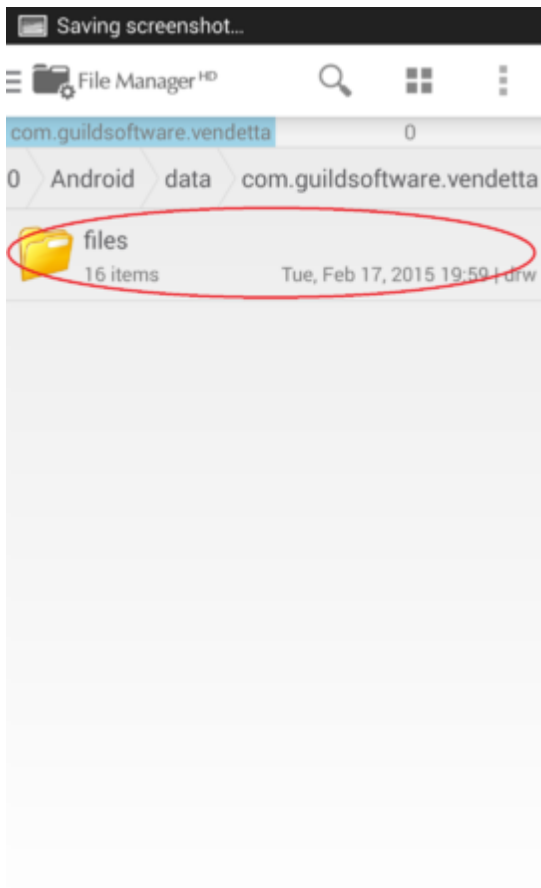 Saving screenshot...
File Manager HD
com.guildsoftware.vendetta 0
0 Android data com.guildsoftware.vendetta
files
16 items Tue, Feb 17, 2015 19:59 | drw